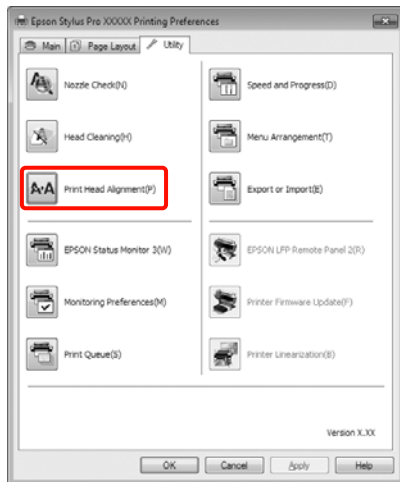 Epson Stylus Pro XXXXX Printing Preferences
Main
Page Layout
Utility
Nozzle Check(N)
Speed and Progress(D)
Head Cleaning(H)
Menu Arrangement(T)
A·A
Print Head Alignment(P)
Export or Import(E)
EPSON Status Monitor 3(W)
EPSON LFP Remote Panel 2(R)
Monitoring Preferences(M)
Printer Firmware Update(F)
Print Queue(S)
Printer Linearization(B)
Version X.XX
OK
Cancel
Apply
Help